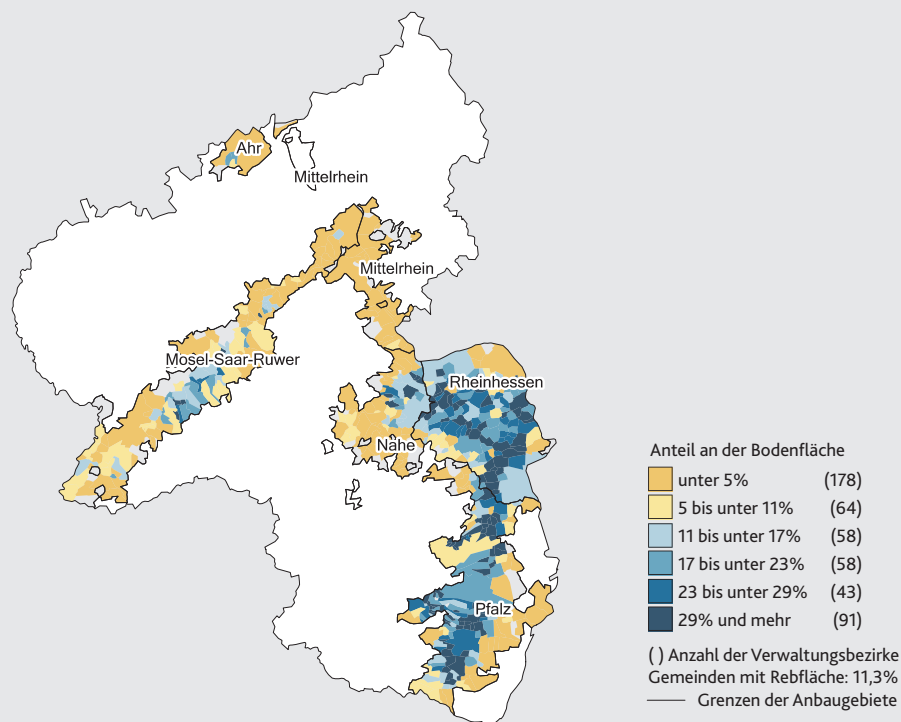 Ahr
Mittelrhein
Mittelrhein
Mosel-Saar-Ruwer
Rheinhessen
Nahe
Pfalz
Anteil an der Bodenfläche
unter 5% (178)
5 bis unter 11% (64)
11 bis unter 17% (58)
17 bis unter 23% (58)
23 bis unter 29% (43)
29% und mehr (91)
( ) Anzahl der Verwaltungsbezirke
Gemeinden mit Rebfläche: 11,3%
Grenzen der Anbaugebiete